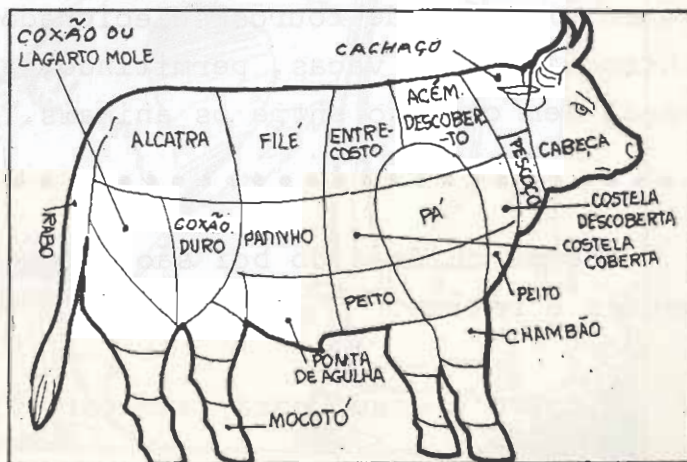 COXÃO OU
LAGARTO MOLE
CACHAÇO
ALCATRA
FILÉ
ENTRE-
COSTO
ACÉM.
DESCOBER
-TO
PESCOÇO
CABEÇA
RABO
COXÃO
DURO
PATINHO
PÁ
COSTELA
DESCOBERTA
COSTELA
COBERTA
PEITO
PEITO
CHAMBÃO
PONTA
DE AGULHA
MOCOTÓ